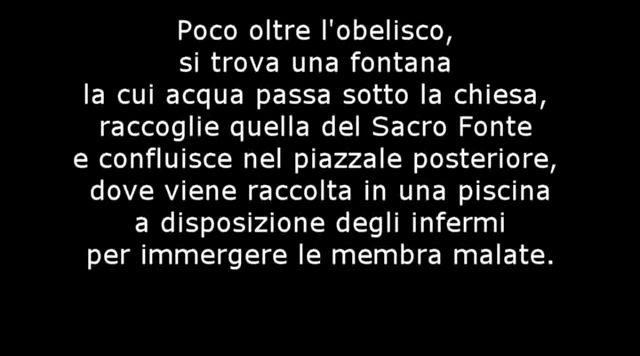 Poco oltre l'obelisco,
si trova una fontana
la cui acqua passa sotto la chiesa,
raccoglie quella del Sacro Fonte
e confluisce nel piazzale posteriore,
dove viene raccolta in una piscina
a disposizione degli infermi
per immergere le membra malate.